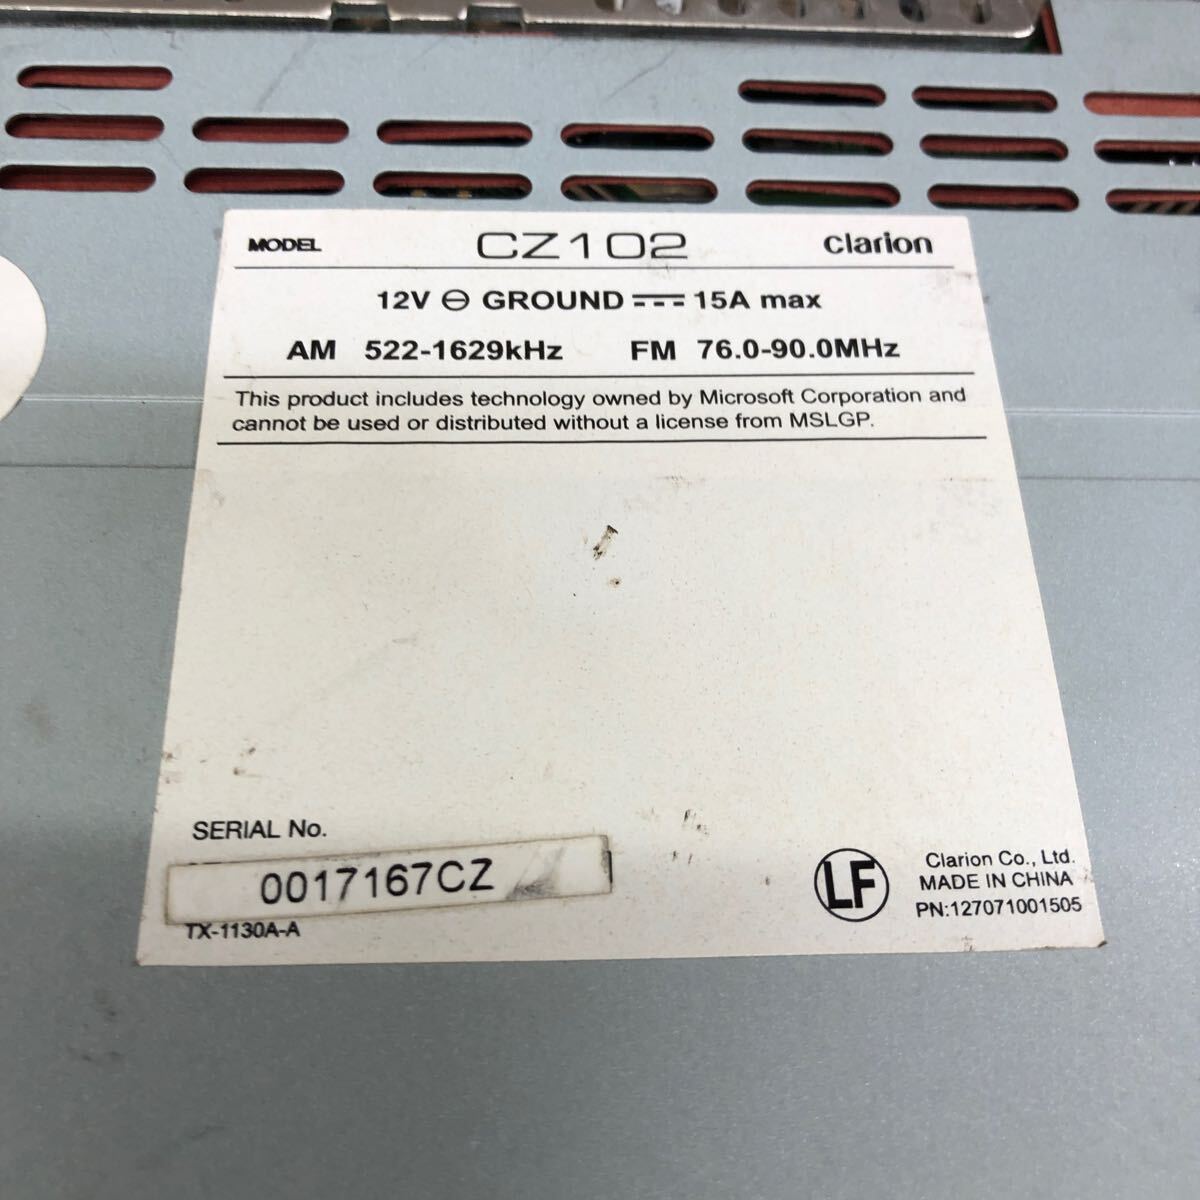 MODEL CZ102 Clarion
12V ⊖ GROUND ⎓ 15A max
AM 522-1629kHz FM 76.0-90.0MHz
This product includes technology owned by Microsoft Corporation and
cannot be used or distributed without a license from MSLGP.
SERIAL No.
0017167CZ
TX-1130A-A
LF
Clarion Co., Ltd.
MADE IN CHINA
PN:127071001505